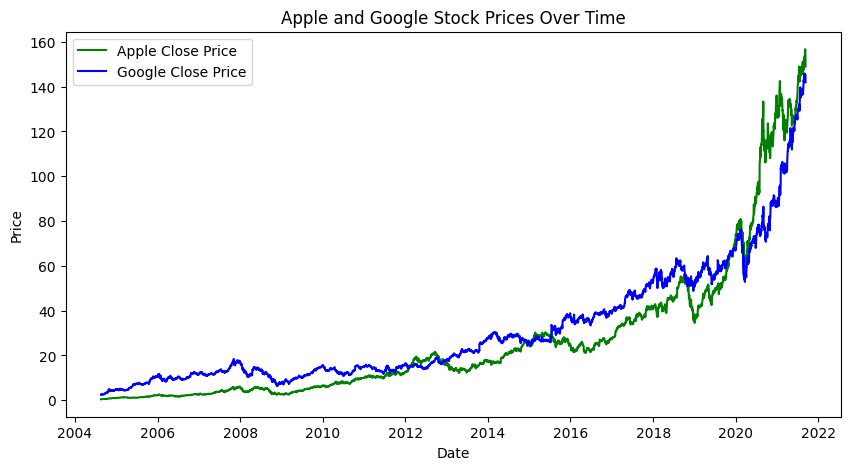 Apple and Google Stock Prices Over Time
Apple Close Price
Google Close Price
Price
160
140
120
100
80
60
40
20
0
2004 2006 2008 2010 2012 2014 2016 2018 2020 2022
Date